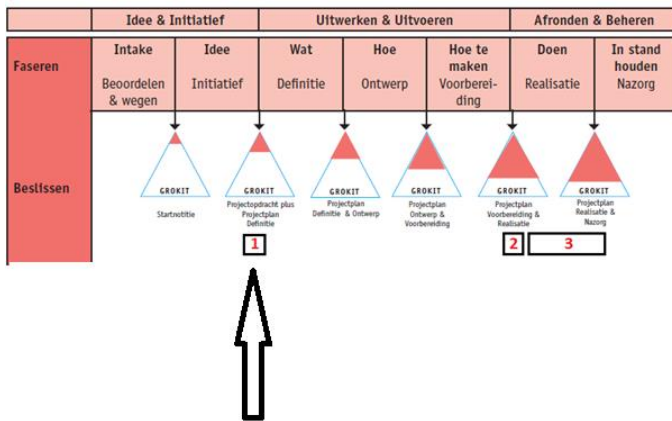 Idee & Initiatief Uitwerken & Uitvoeren Afronden & Beheren
Faseren
Intake
Beoordelen
& wegen
Idee
Initiatief
Wat
Definitie
Hoe
Ontwerp
Hoe te
maken
Voorberei-
ding
Doen
Realisatie
In stand
houden
Nazorg
Beslissen
GROKIT
Startnotitie
GROKIT
Projectopdracht plus
Projectplan
Definitie
GROKIT
Projectplan
Definitie & Ontwerp
GROKIT
Projectplan
Ontwerp &
Voorbereiding
GROKIT
Projectplan
Voorbereiding &
Realisatie
GROKIT
Projectplan
Realisatie &
Nazorg
1
2
3